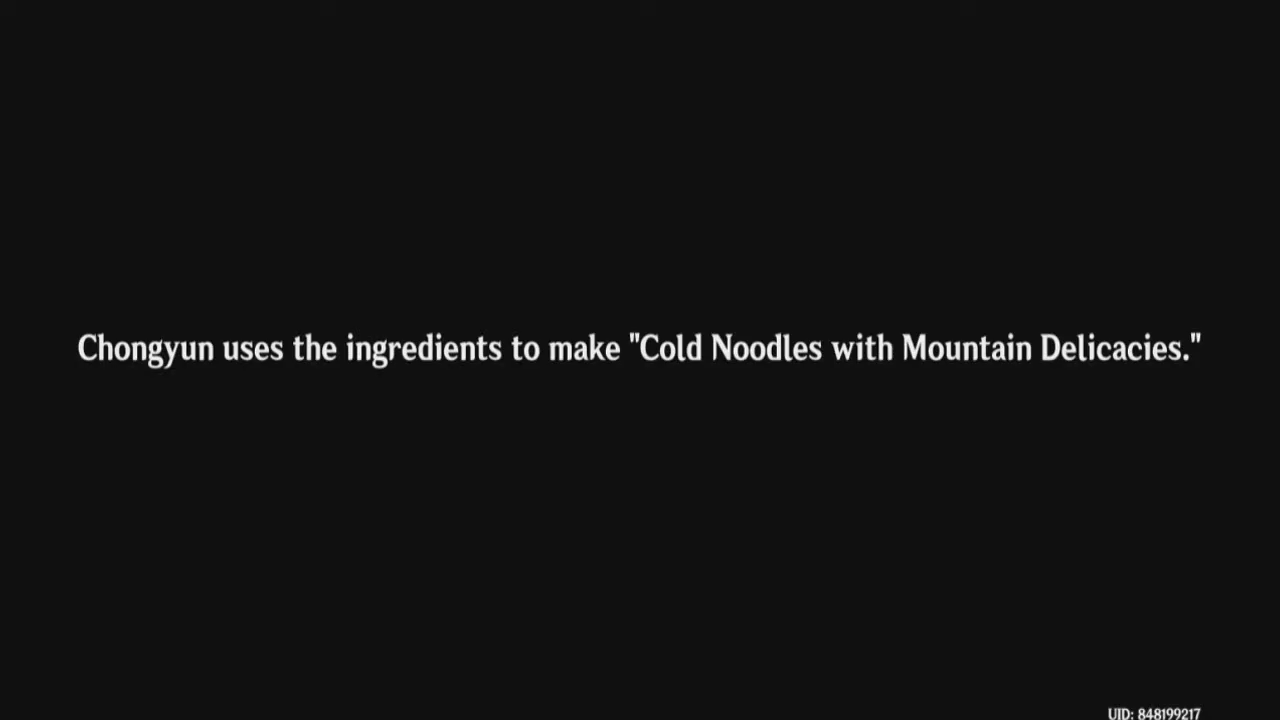 Chongyun uses the ingredients to make "Cold Noodles with Mountain Delicacies."
UID: 848199217